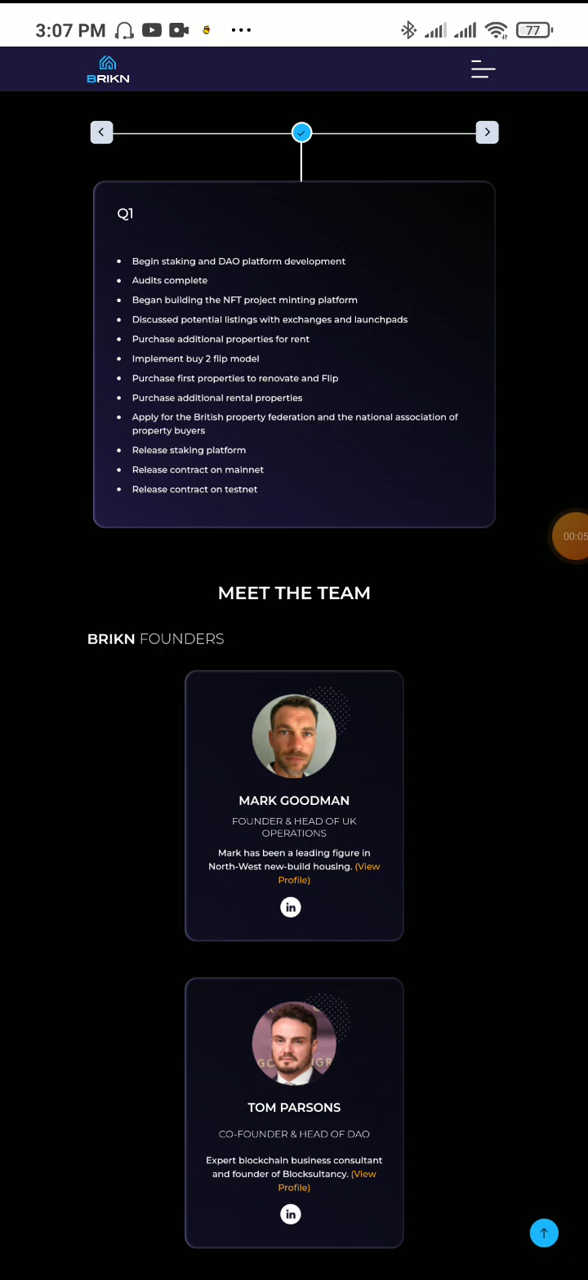 3:07 PM
77
BRIKN
Q1
Begin staking and DAO platform development
Audits complete
Began building the NFT project minting platform
Discussed potential listings with exchanges and launchpads
Purchase additional properties for rent
Implement buy 2 flip model
Purchase first properties to renovate and Flip
Purchase additional rental properties
Apply for the British property federation and the national association of
property buyers
Release staking platform
Release contract on mainnet
Release contract on testnet
00:05
MEET THE TEAM
BRIKN FOUNDERS
MARK GOODMAN
FOUNDER & HEAD OF UK
OPERATIONS
Mark has been a leading figure in
North-West new-build housing. (View
Profile)
in
TOM PARSONS
CO-FOUNDER & HEAD OF DAO
Expert blockchain business consultant
and founder of Blocksultancy. (View
Profile)
in